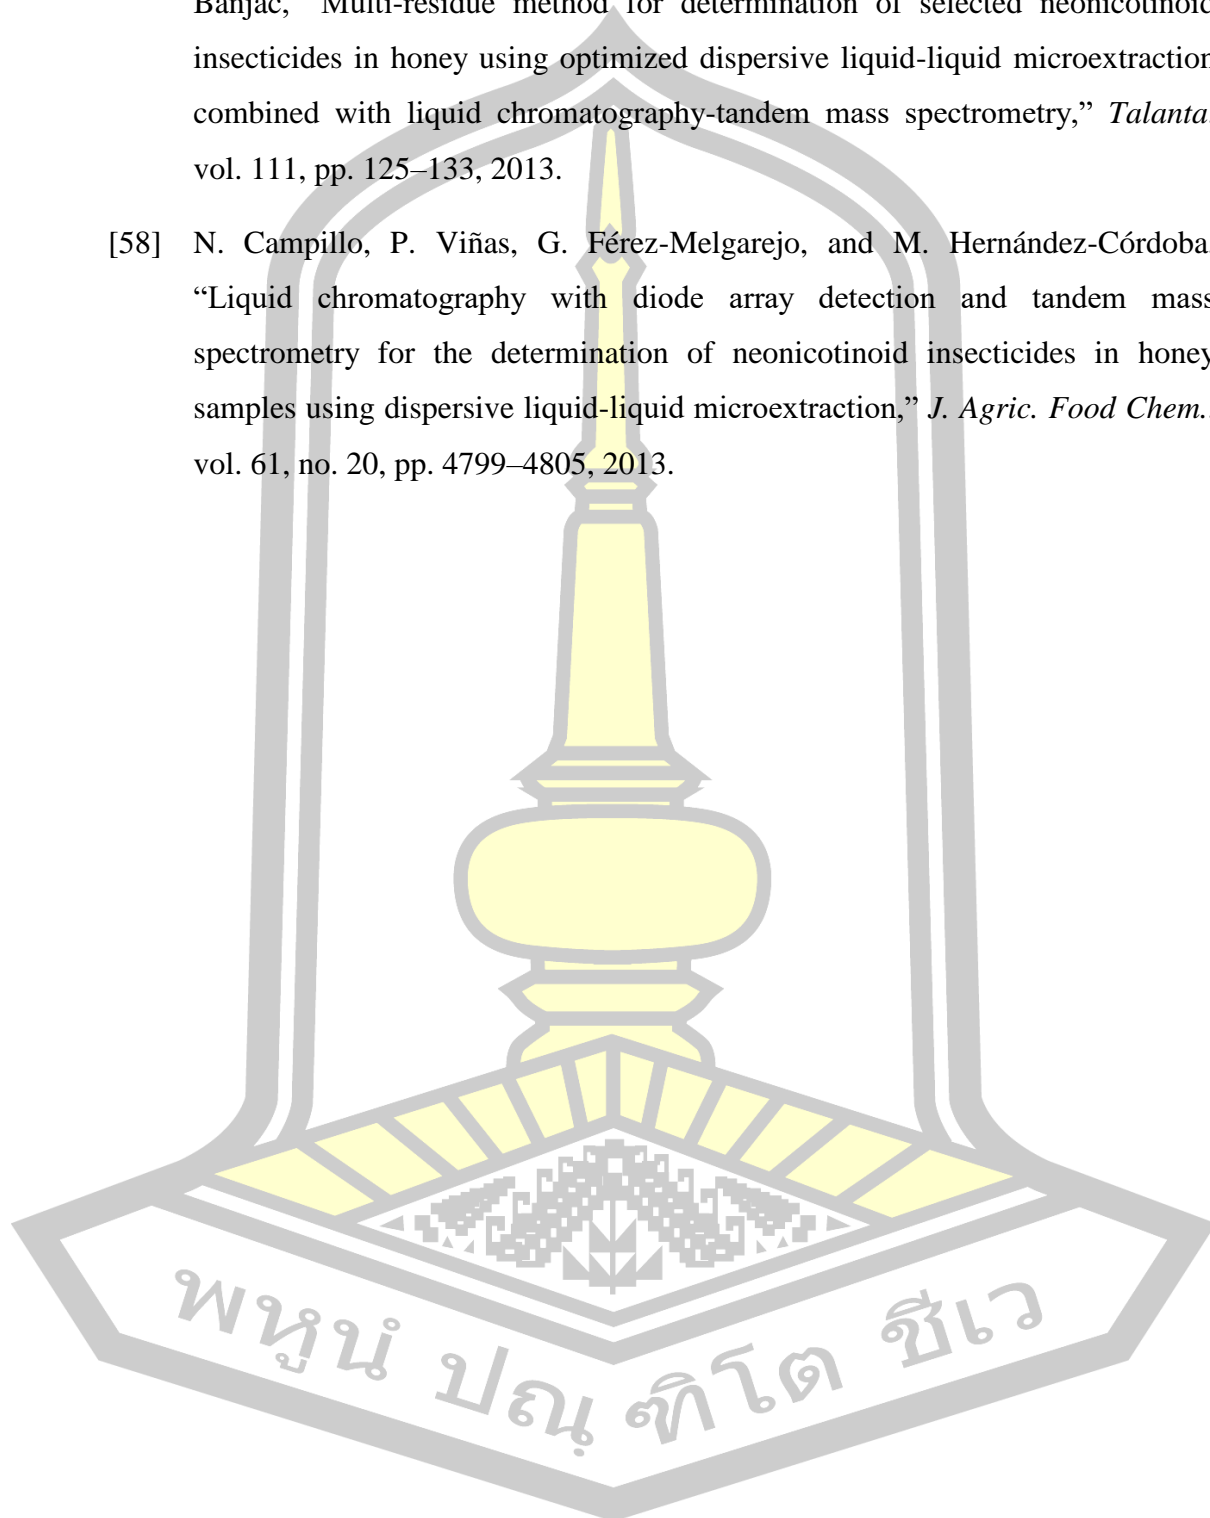 Banjac, “Multi-residue method for determination of selected neonicotinoid
insecticides in honey using optimized dispersive liquid-liquid microextraction
combined with liquid chromatography-tandem mass spectrometry,” Talanta,
vol. 111, pp. 125–133, 2013.
[58] N. Campillo, P. Viñas, G. Férez-Melgarejo, and M. Hernández-Córdoba,
“Liquid chromatography with diode array detection and tandem mass
spectrometry for the determination of neonicotinoid insecticides in honey
samples using dispersive liquid-liquid microextraction,” J. Agric. Food Chem.,
vol. 61, no. 20, pp. 4799–4805, 2013.
พหูนํ ปณฺฑิโต ชีเว